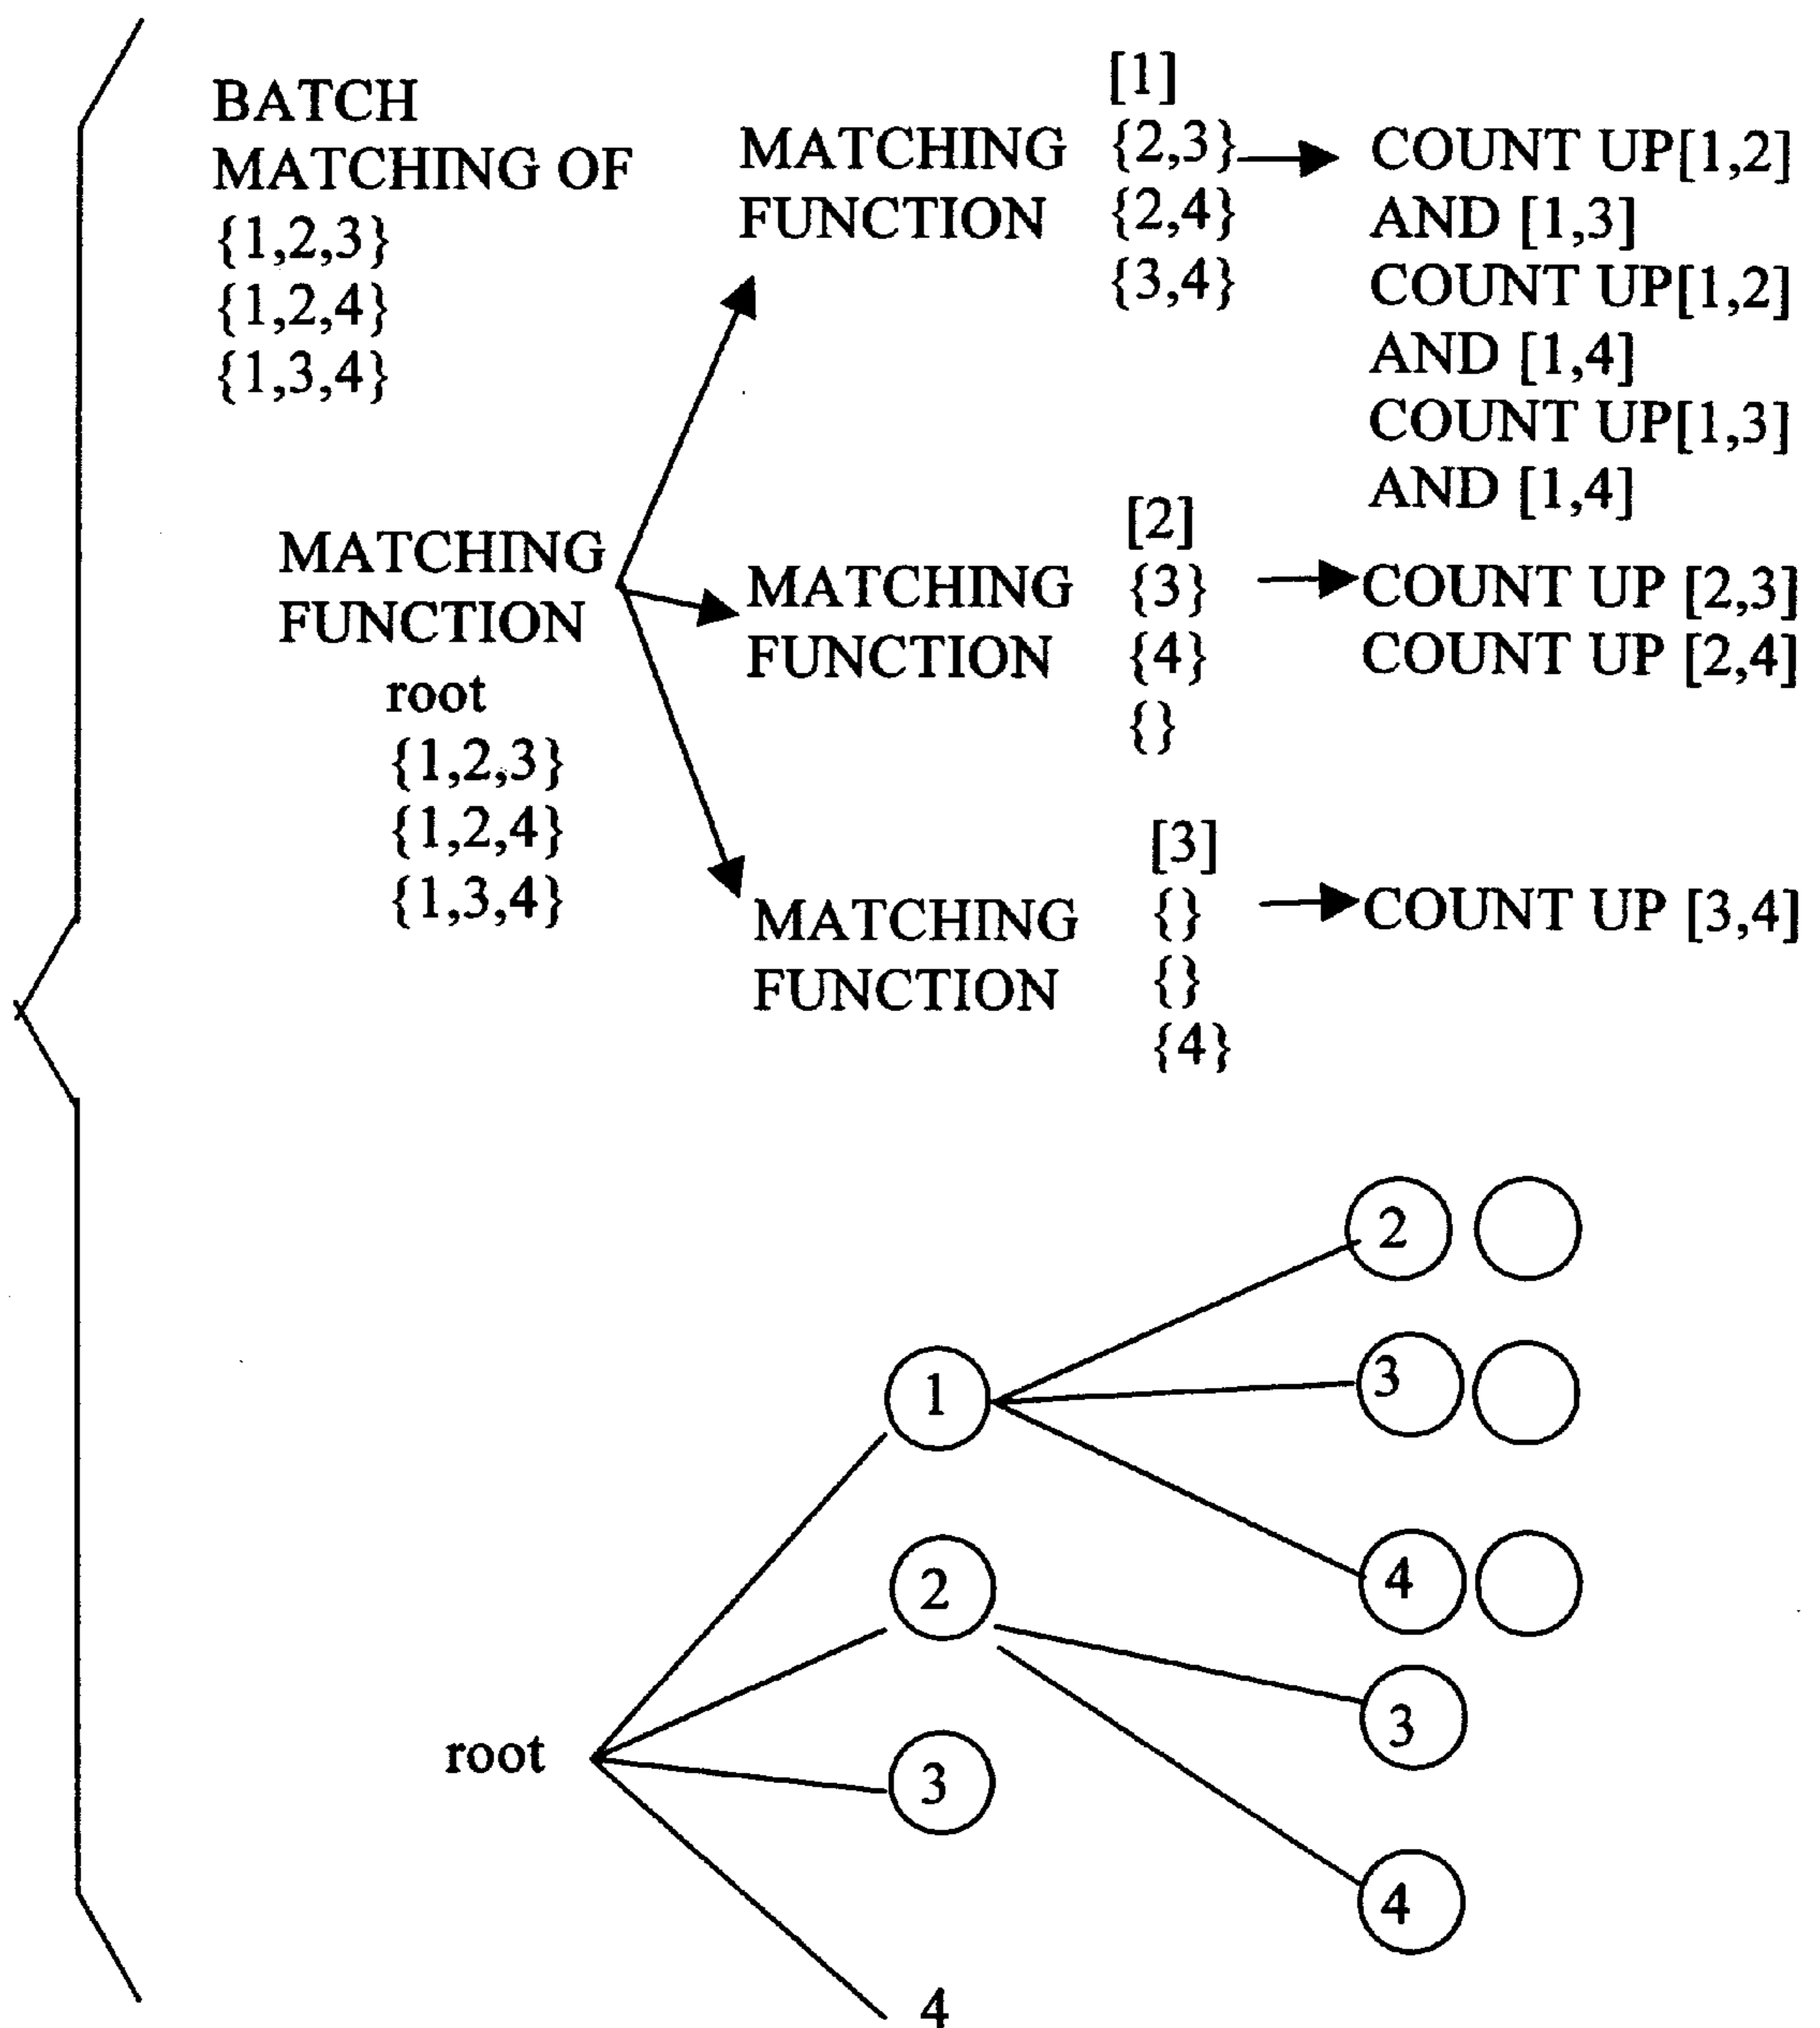 BATCH
MATCHING OF
{1,2,3}
{1,2,4}
{1,3,4}
MATCHING
FUNCTION
root
{1,2,3}
{1,2,4}
{1,3,4}
MATCHING
FUNCTION
[1]
{2,3}
{2,4}
{3,4}
COUNT UP[1,2]
AND [1,3]
COUNT UP[1,2]
AND [1,4]
COUNT UP[1,3]
AND [1,4]
MATCHING
FUNCTION
[2]
{3}
{4}
{}
COUNT UP [2,3]
COUNT UP [2,4]
MATCHING
FUNCTION
[3]
{}
{}
{4}
COUNT UP [3,4]
root
1
2
3
4
2
3
4
3
4